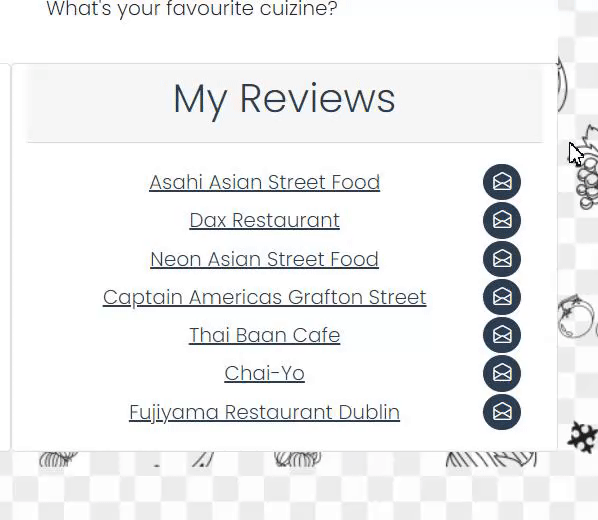 What's your favourite cuizine?
My Reviews
Asahi Asian Street Food
Dax Restaurant
Neon Asian Street Food
Captain Americas Grafton Street
Thai Baan Cafe
Chai-Yo
Fujiyama Restaurant Dublin